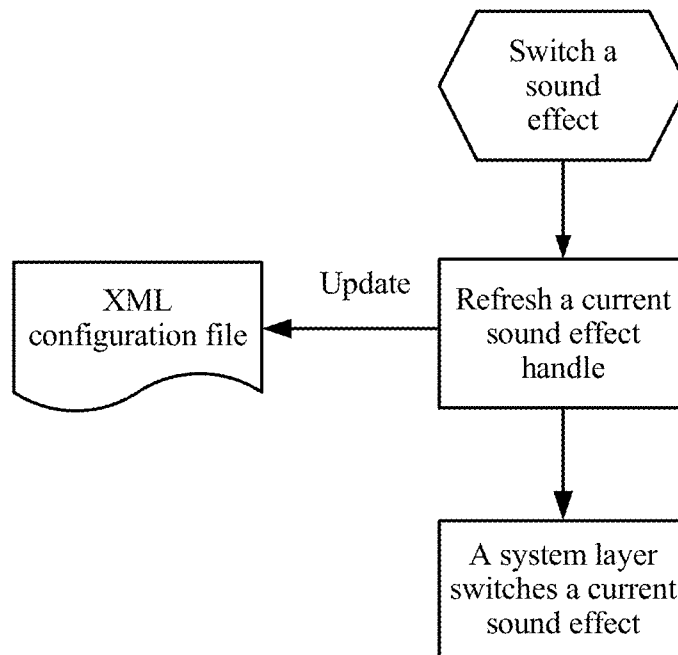 Switch a
sound
effect
Update
XML
configuration file
Refresh a current
sound effect
handle
A system layer
switches a current
sound effect